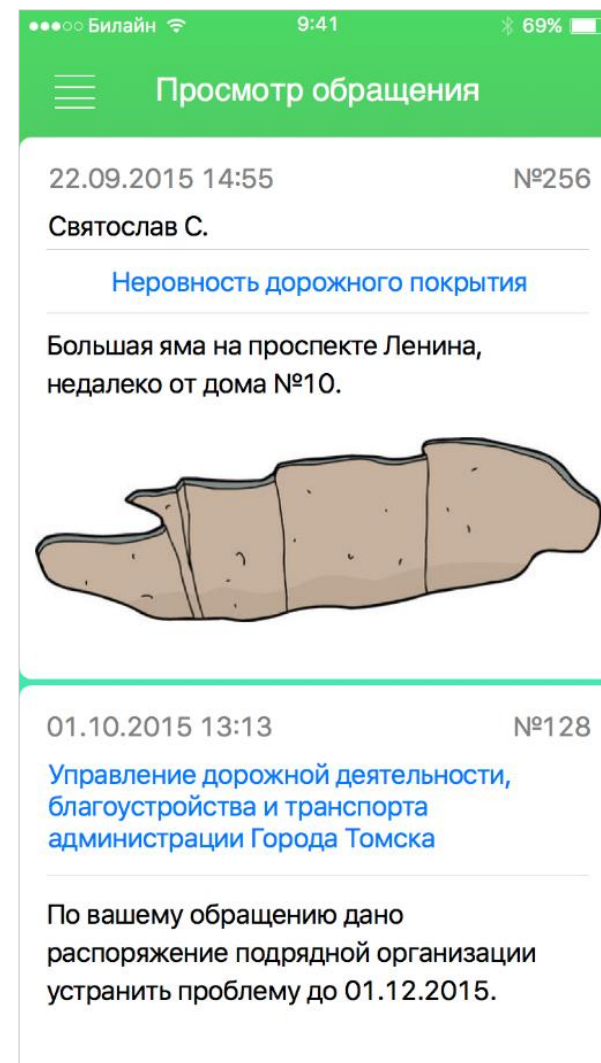 Билайн 9:41 69%
Просмотр обращения
22.09.2015 14:55 №256
Святослав С.
Неровность дорожного покрытия
Большая яма на проспекте Ленина,
недалеко от дома №10.
01.10.2015 13:13 №128
Управление дорожной деятельности,
благоустройства и транспорта
администрации Города Томска
По вашему обращению дано
распоряжение подрядной организации
устранить проблему до 01.12.2015.